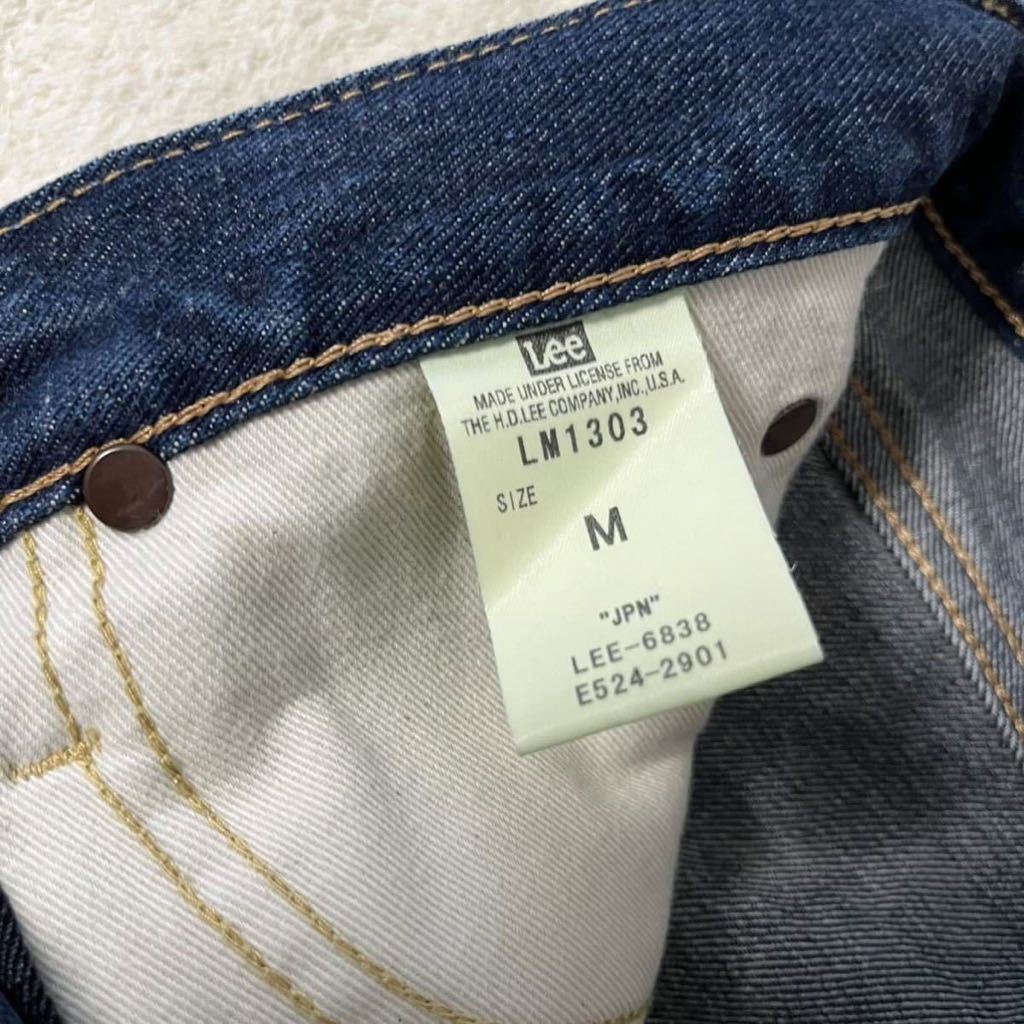 Lee
MADE UNDER LICENSE FROM
THE H.D.LEE COMPANY,INC.,U.S.A.
LM1303
SIZE
M
"JPN"
LEE-6838
E524-2901